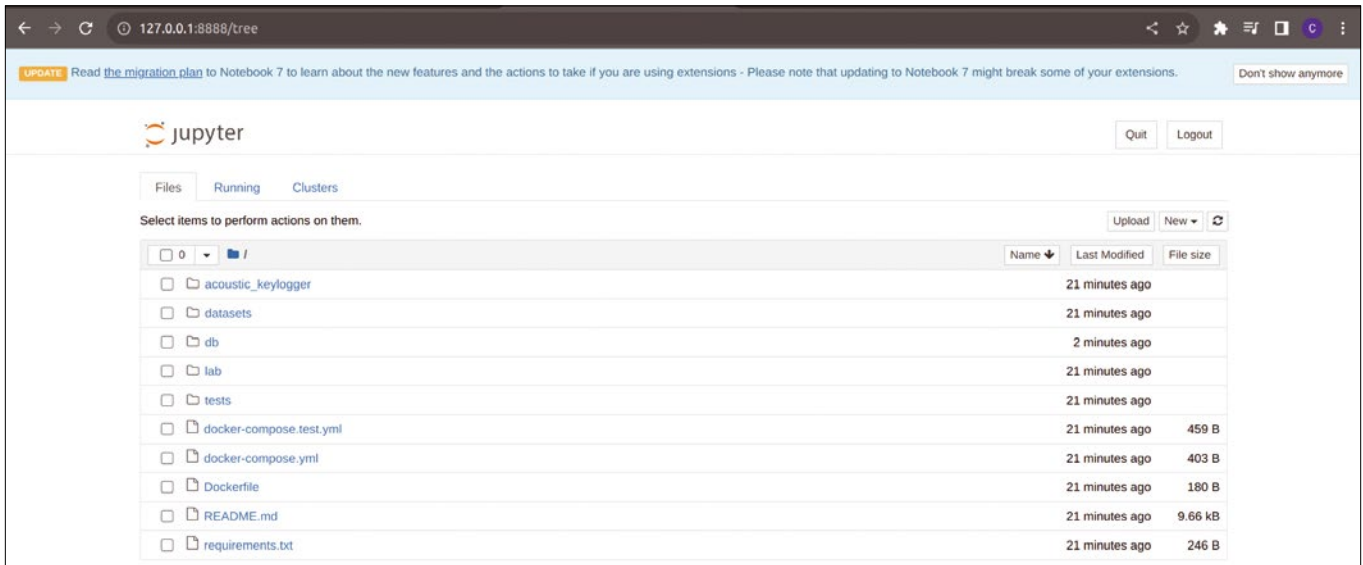 127.0.0.1:8888/tree
C
UPDATE Read the migration plan to Notebook 7 to learn about the new features and the actions to take if you are using extensions - Please note that updating to Notebook 7 might break some of your extensions. Don't show anymore
jupyter Quit Logout
Files Running Clusters
Select items to perform actions on them. Upload New
0 / Name Last Modified File size
acoustic_keylogger 21 minutes ago
datasets 21 minutes ago
db 2 minutes ago
lab 21 minutes ago
tests 21 minutes ago
docker-compose.test.yml 21 minutes ago 459 B
docker-compose.yml 21 minutes ago 403 B
Dockerfile 21 minutes ago 180 B
README.md 21 minutes ago 9.66 kB
requirements.txt 21 minutes ago 246 B